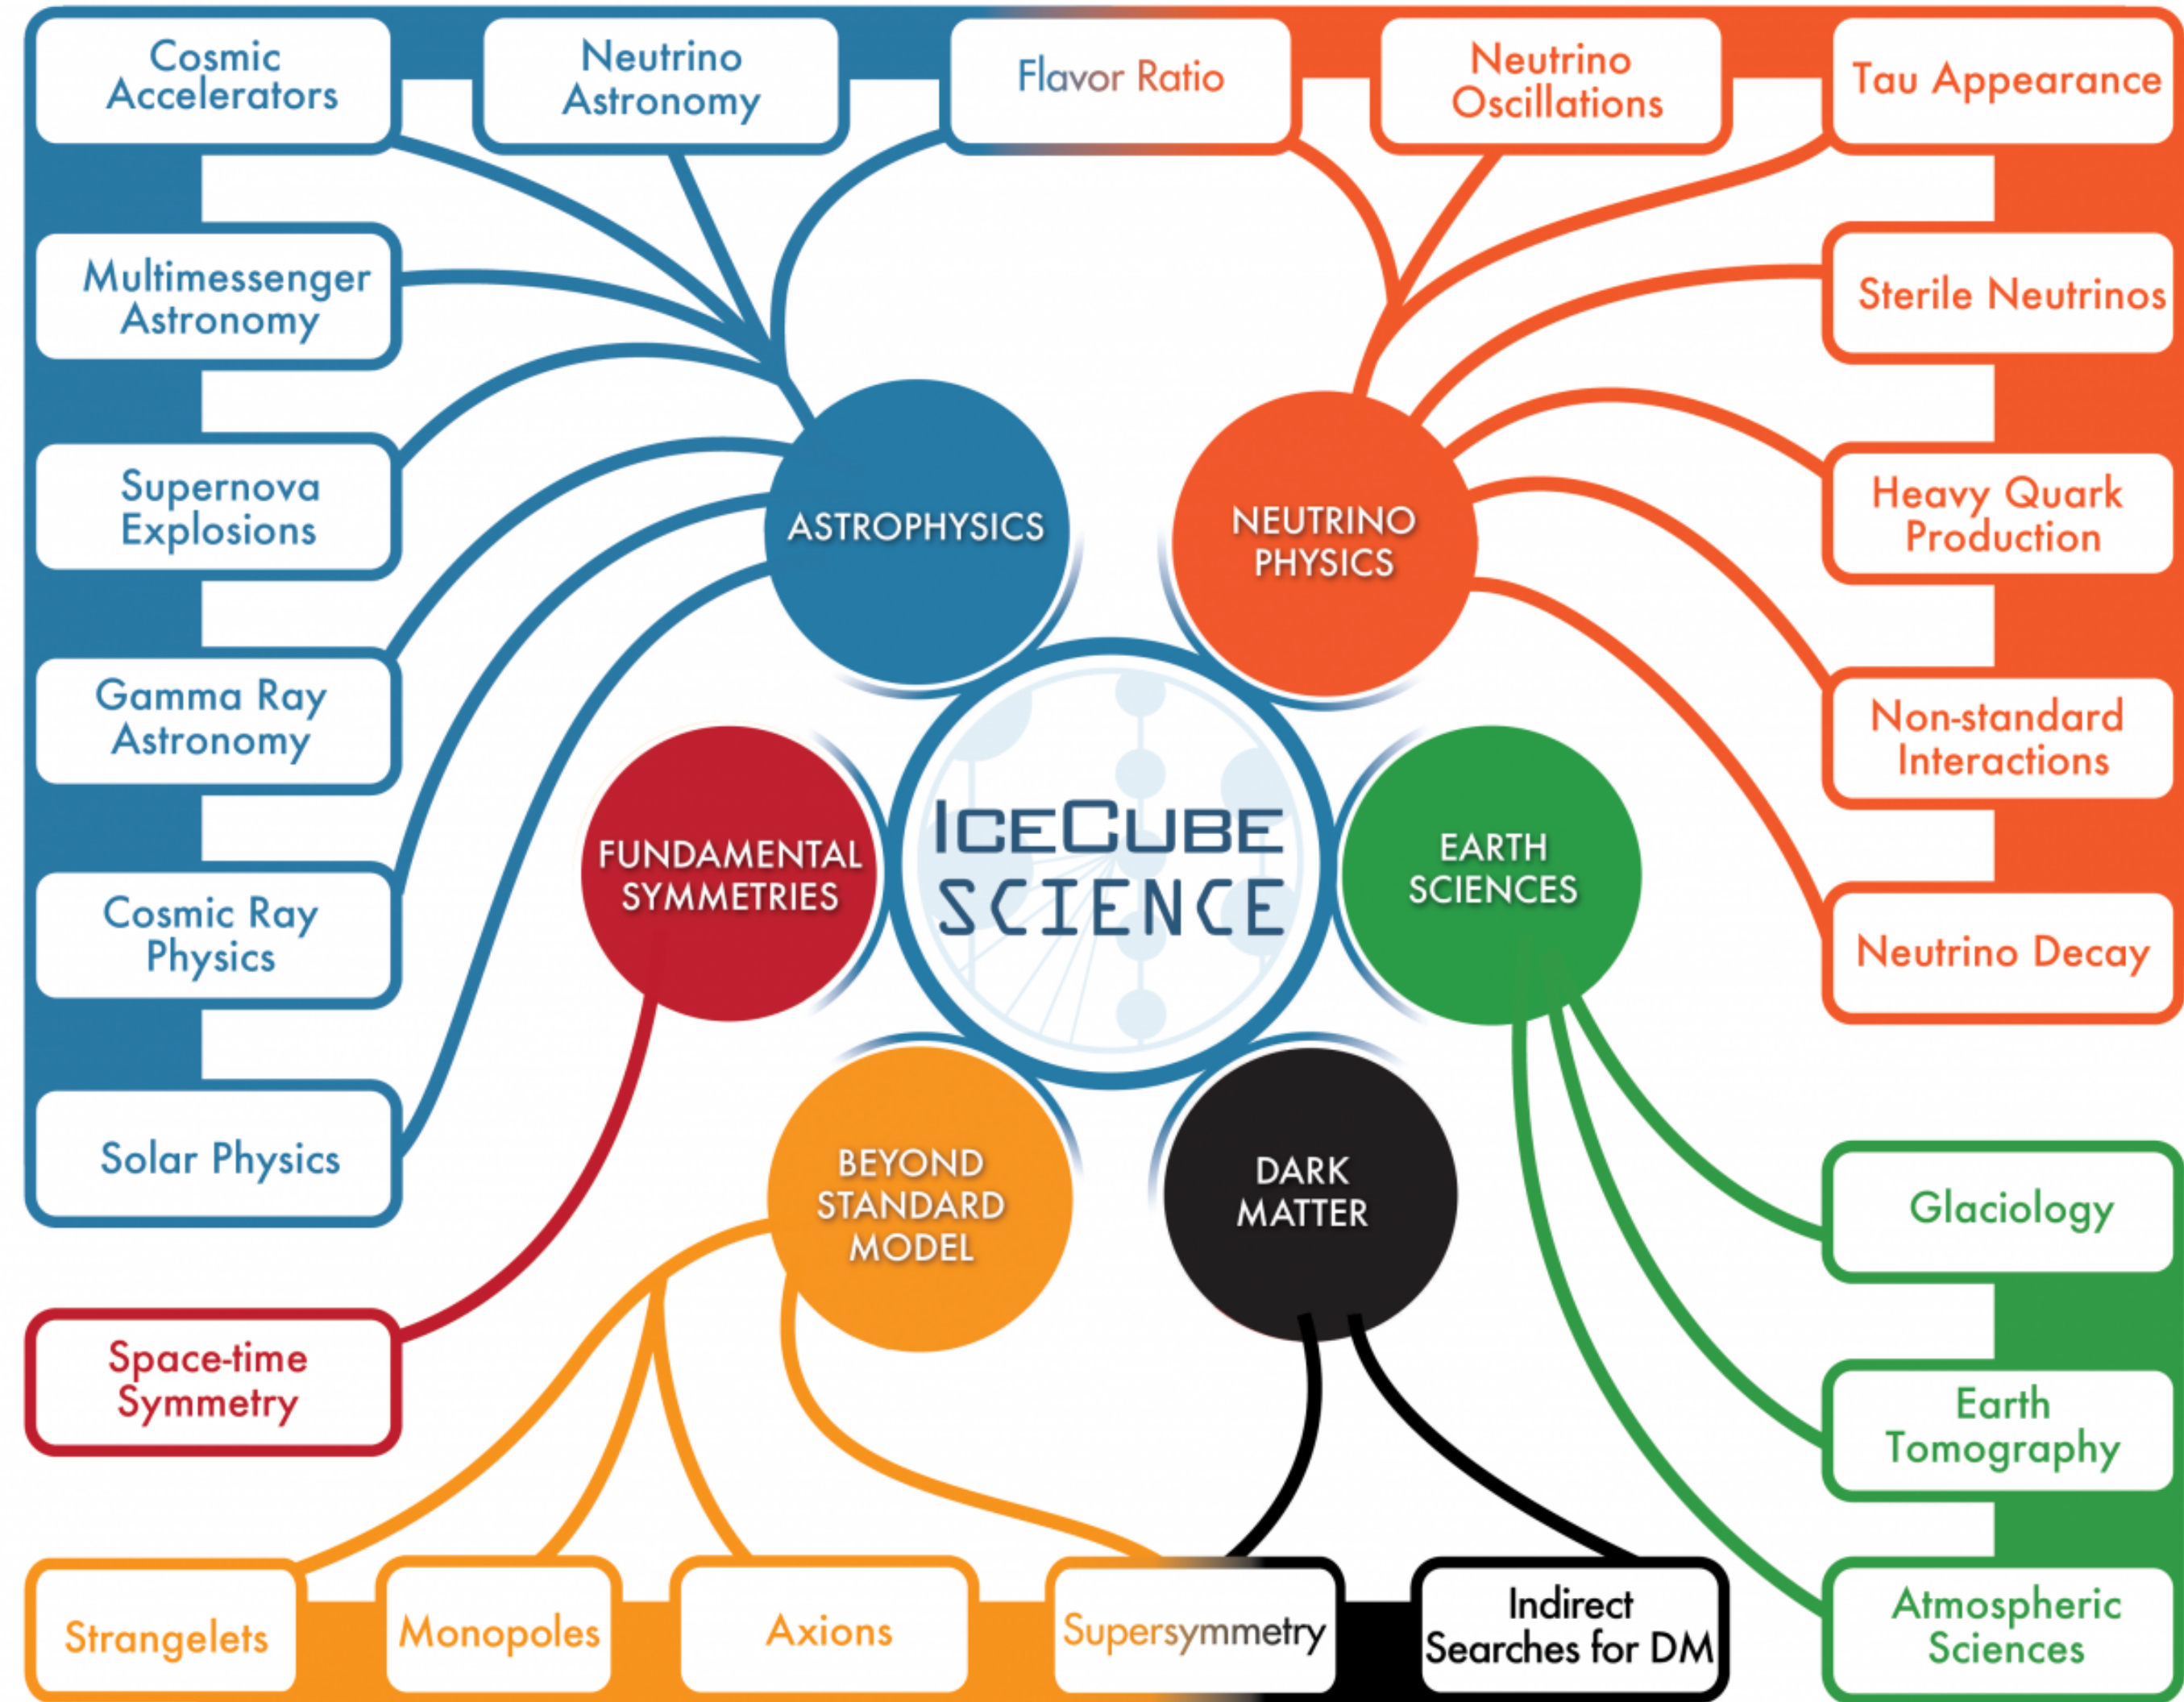 Cosmic
Accelerators
Neutrino
Astronomy
Flavor Ratio
Neutrino
Oscillations
Tau Appearance
Multimessenger
Astronomy
Sterile Neutrinos
Supernova
Explosions
ASTROPHYSICS
NEUTRINO
PHYSICS
Heavy Quark
Production
Gamma Ray
Astronomy
Non-standard
Interactions
FUNDAMENTAL
SYMMETRIES
ICECUBE
SCIENCE
EARTH
SCIENCES
Cosmic Ray
Physics
Neutrino Decay
Solar Physics
BEYOND
STANDARD
MODEL
DARK
MATTER
Glaciology
Space-time
Symmetry
Earth
Tomography
Strangelets
Monopoles
Axions
Supersymmetry
Indirect
Searches for DM
Atmospheric
Sciences